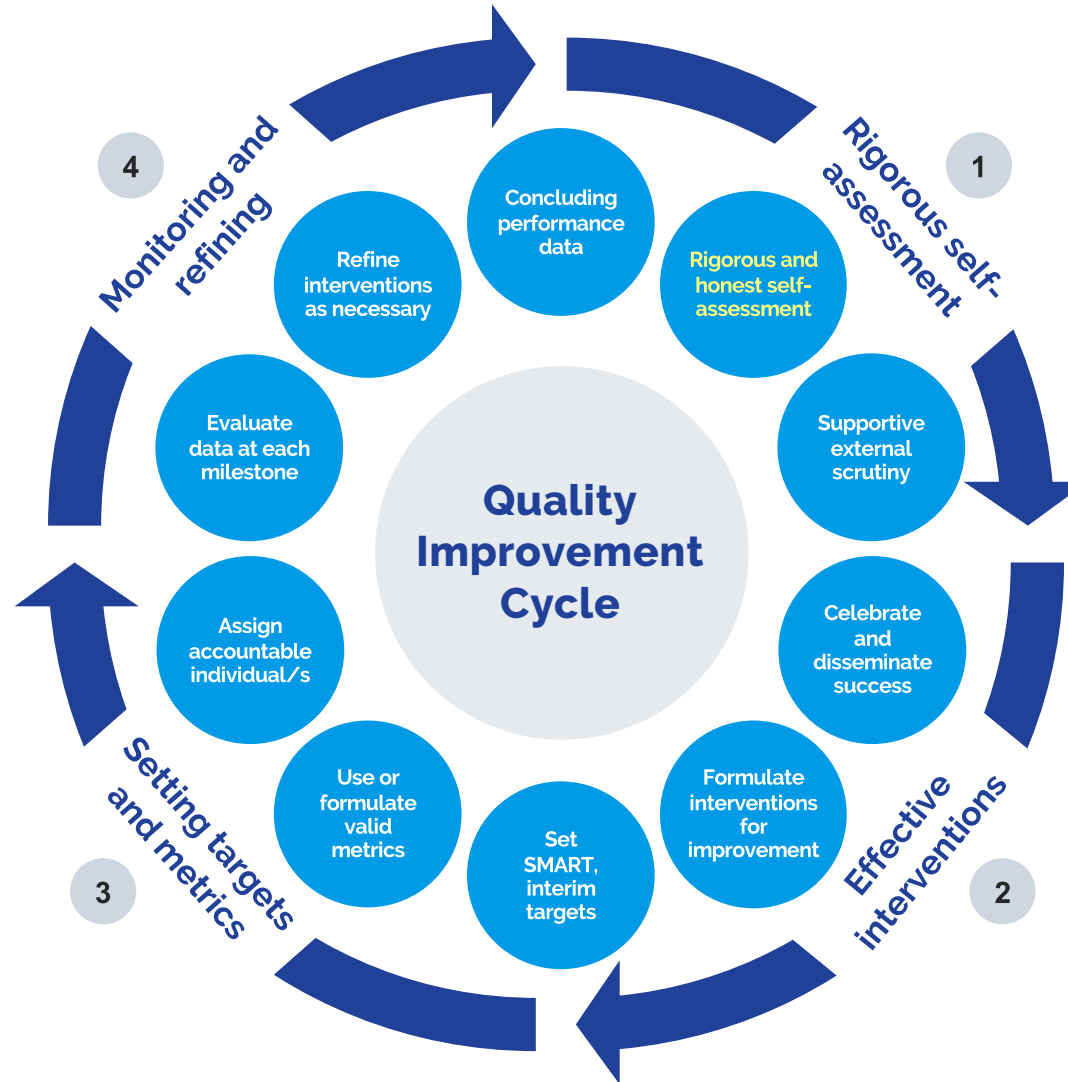 Quality
Improvement
Cycle
1
Rigorous self-
assessment
2
Effective
interventions
3
Setting targets
and metrics
4
Monitoring and
refining
Concluding
performance
data
Rigorous and
honest self-
assessment
Supportive
external
scrutiny
Celebrate
and
disseminate
success
Formulate
interventions
for
improvement
Set
SMART,
interim
targets
Use or
formulate
valid
metrics
Assign
accountable
individual/s
Evaluate
data at each
milestone
Refine
interventions
as necessary